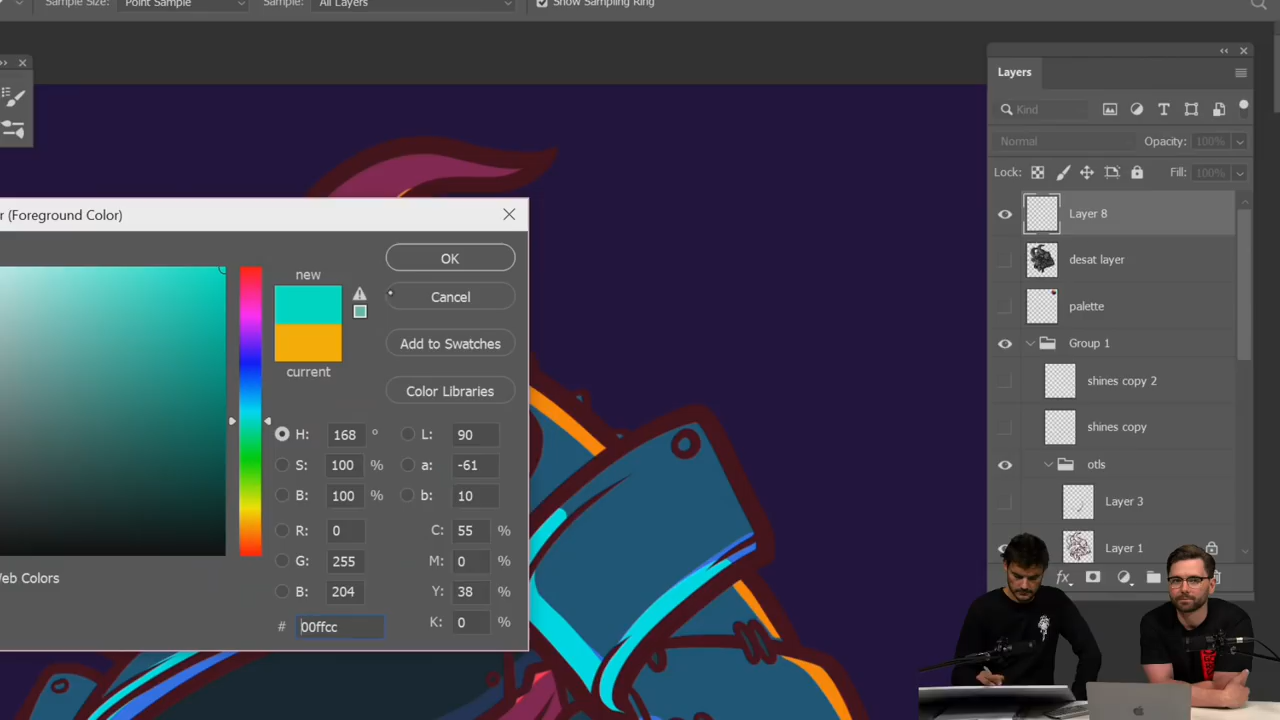 Sample Size: Point Sample Sample: All Layers Show Sampling Ring
Layers
Kind
Normal Opacity: 100%
Lock: Fill: 100%
Layer 8
desat layer
palette
Group 1
shines copy 2
shines copy
otls
Layer 3
Layer 1
fx
r (Foreground Color)
new
current
OK
Cancel
Add to Swatches
Color Libraries
H: 168 ° L: 90
S: 100 % a: -61
B: 100 % b: 10
R: 0 C: 55 %
G: 255 M: 0 %
B: 204 Y: 38 %
# 00ffcc K: 0 %
Web Colors